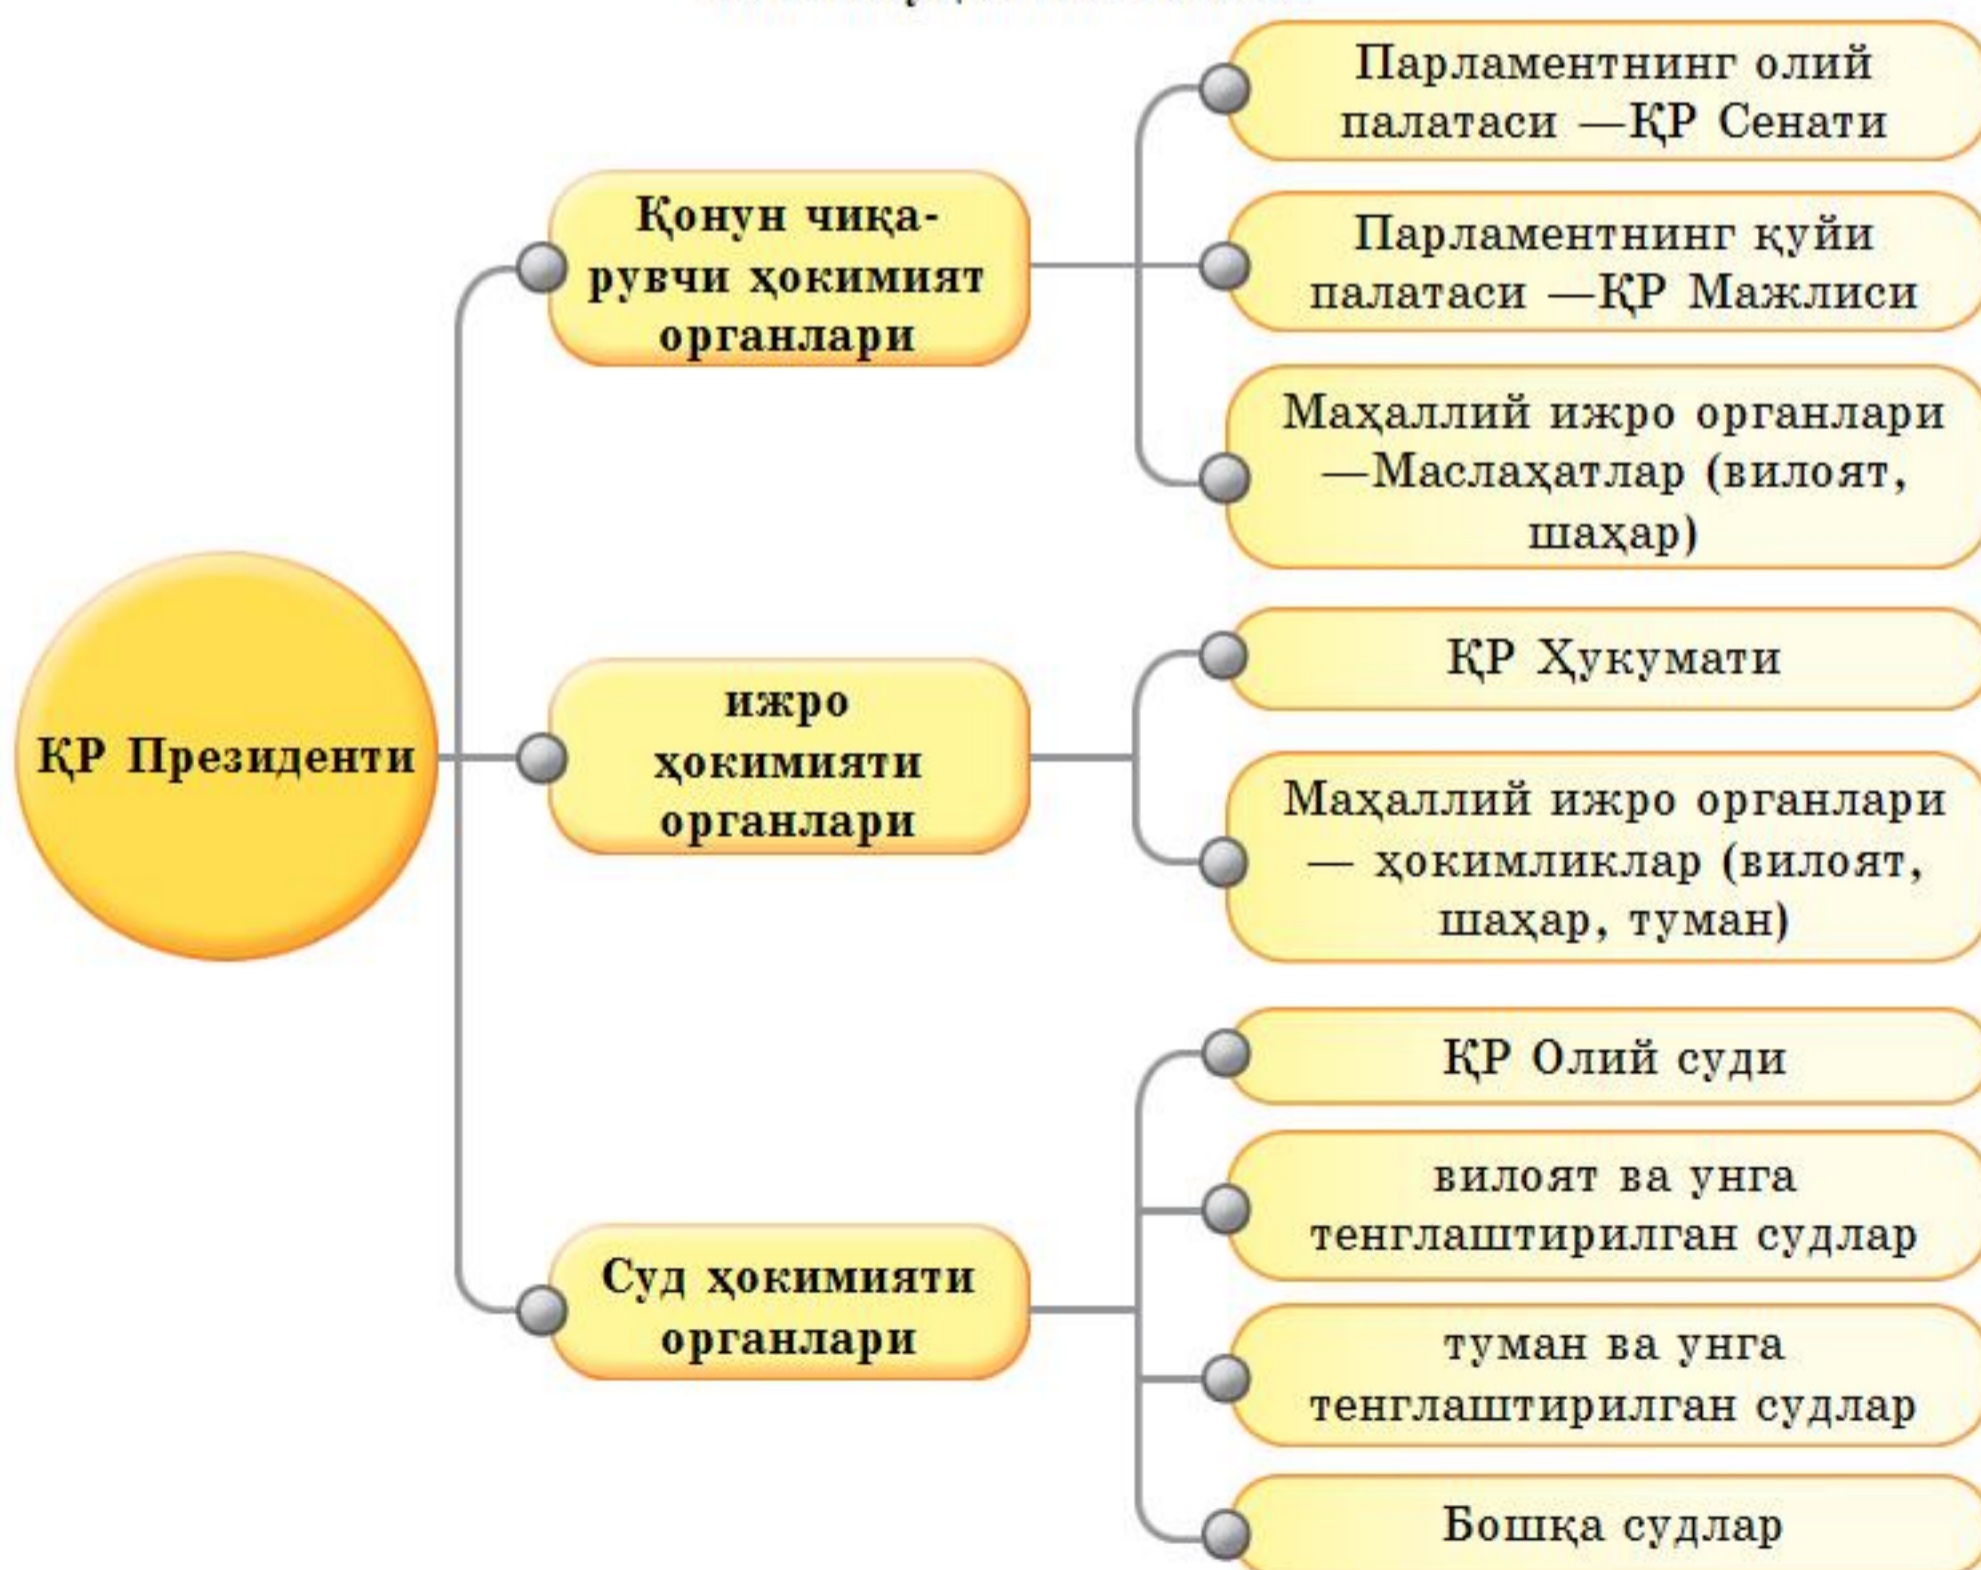 ҚР Президенти
Қонун чиқа-
рувчи ҳокимият
органлари
Парламентнинг олий
палатаси —ҚР Сенати
Парламентнинг қуйи
палатаси —ҚР Мажлиси
Маҳаллий ижро органлари
—Маслаҳатлар (вилоят,
шаҳар)
ижро
ҳокимияти
органлари
ҚР Ҳукумати
Маҳаллий ижро органлари
— ҳокимликлар (вилоят,
шаҳар, туман)
Суд ҳокимияти
органлари
ҚР Олий суди
вилоят ва унга
тенглаштирилган судлар
туман ва унга
тенглаштирилган судлар
Бошқа судлар